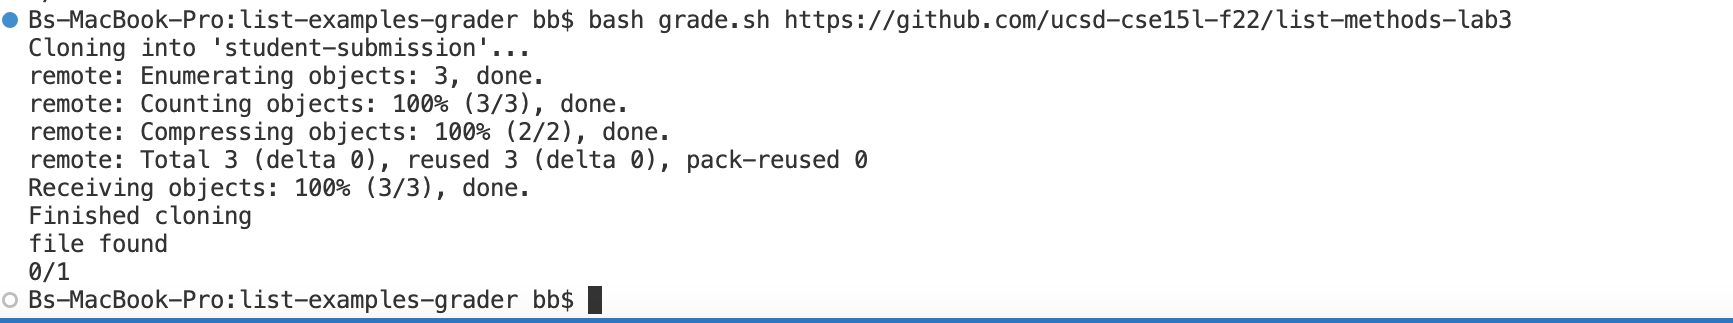 Bs-MacBook-Pro:list-examples-grader bb$ bash grade.sh https://github.com/ucsd-cse15l-f22/list-methods-lab3
Cloning into 'student-submission'...
remote: Enumerating objects: 3, done.
remote: Counting objects: 100% (3/3), done.
remote: Compressing objects: 100% (2/2), done.
remote: Total 3 (delta 0), reused 3 (delta 0), pack-reused 0
Receiving objects: 100% (3/3), done.
Finished cloning
file found
0/1
Bs-MacBook-Pro:list-examples-grader bb$